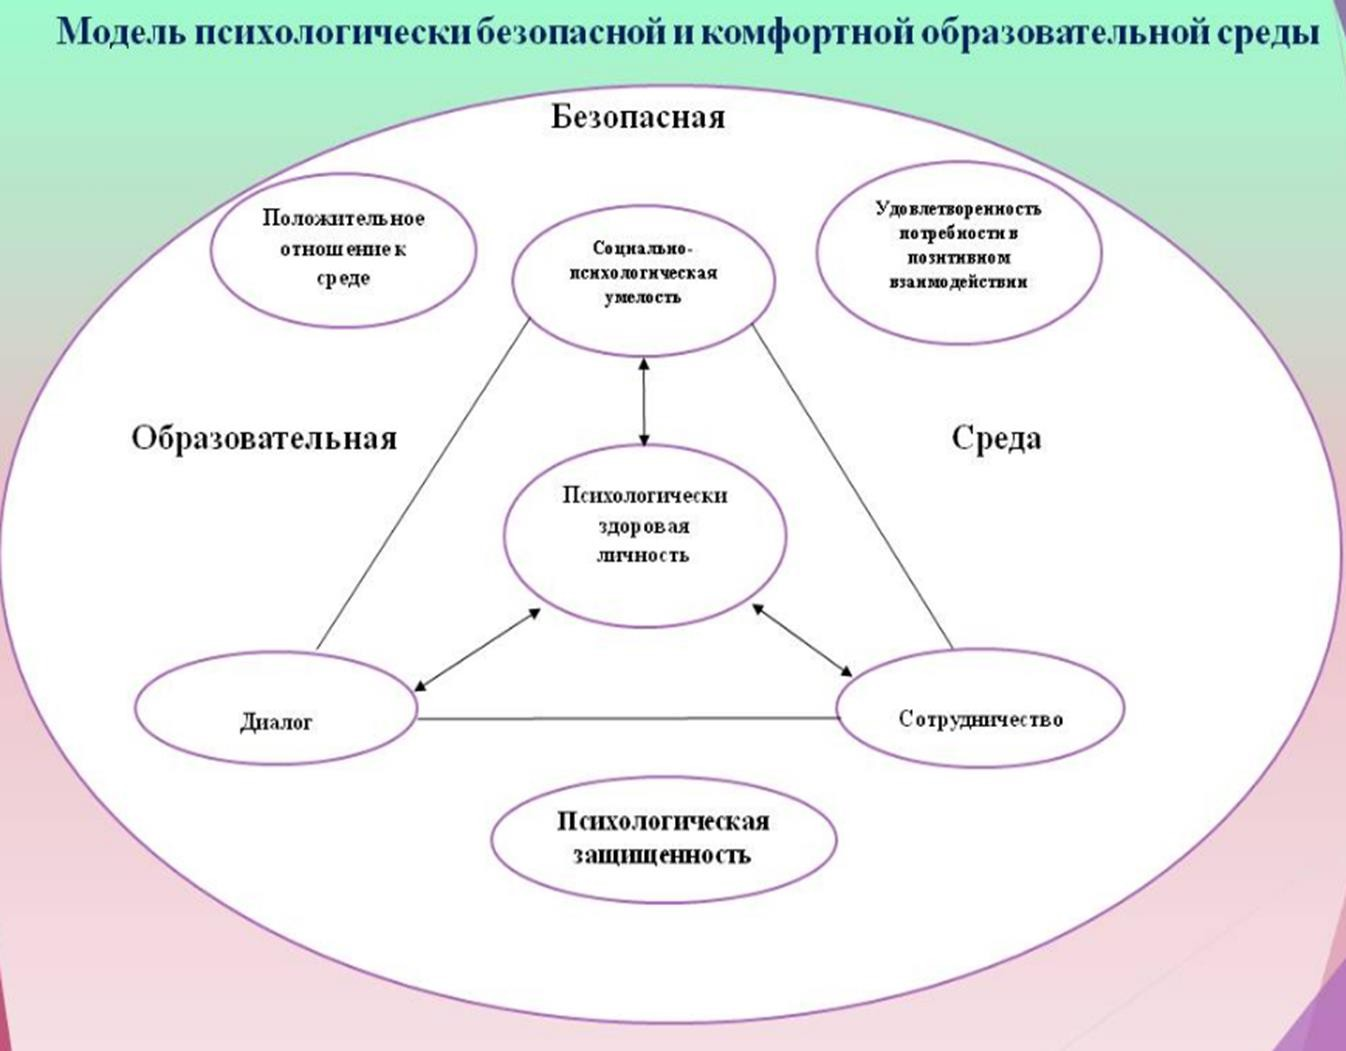 Модель психологически безопасной и комфортной образовательной среды
Безопасная
Положительное
отношение к
среде
Социально-
психологическая
умелость
Удовлетворенность
потребности в
позитивном
взаимодействии
Образовательная
Среда
Психологически
здоровая
личность
Диалог
Сотрудничество
Психологическая
защищенность